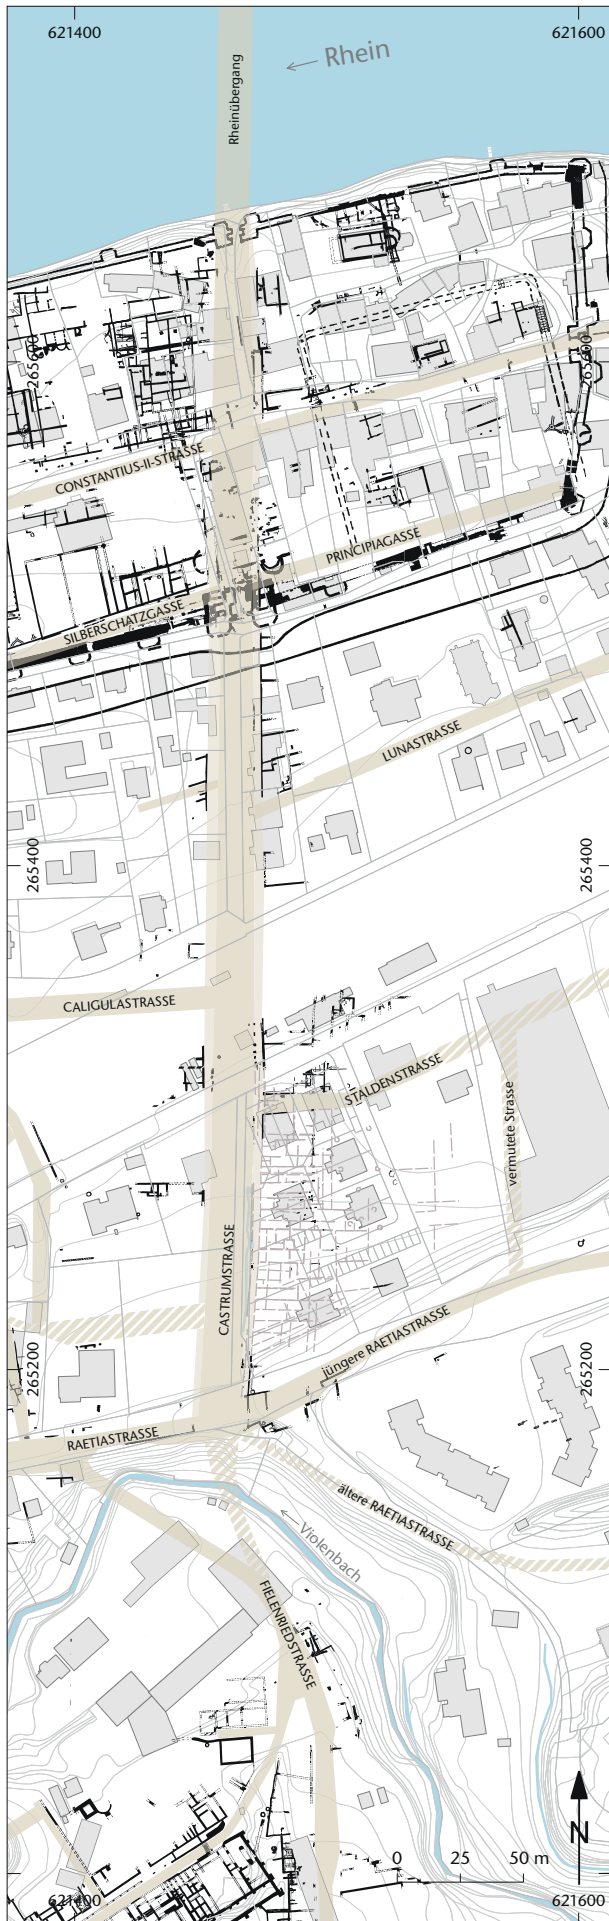 621400
621600
← Rhein
Rheinübergang
265600
265600
CONSTANTIUS-II-STRASSE
PRINCIPIAGASSE
SILBERSCHATZGASSE
LUNASTRASSE
265400
265400
CALIGULASTRASSE
STALDENSTRASSE
vermutete Strasse
CASTRUMSTRASSE
jüngere RAETIASTRASSE
265200
265200
RAETIASTRASSE
ältere RAETIASTRASSE
Violenbach
FIELENRIEDSTRASSE
N
0 25 50 m
621400
621600